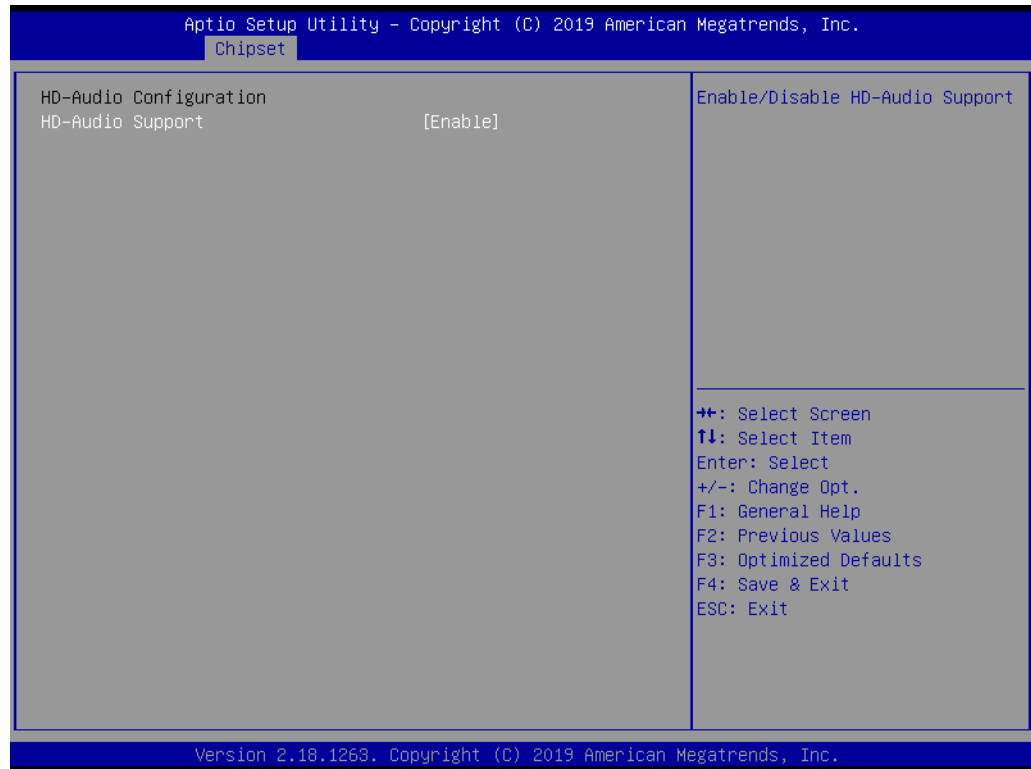 Aptio Setup Utility – Copyright (C) 2019 American Megatrends, Inc.
Chipset
HD-Audio Configuration
HD-Audio Support [Enable]
Enable/Disable HD-Audio Support
→←: Select Screen
↑↓: Select Item
Enter: Select
+/-: Change Opt.
F1: General Help
F2: Previous Values
F3: Optimized Defaults
F4: Save & Exit
ESC: Exit
Version 2.18.1263. Copyright (C) 2019 American Megatrends, Inc.